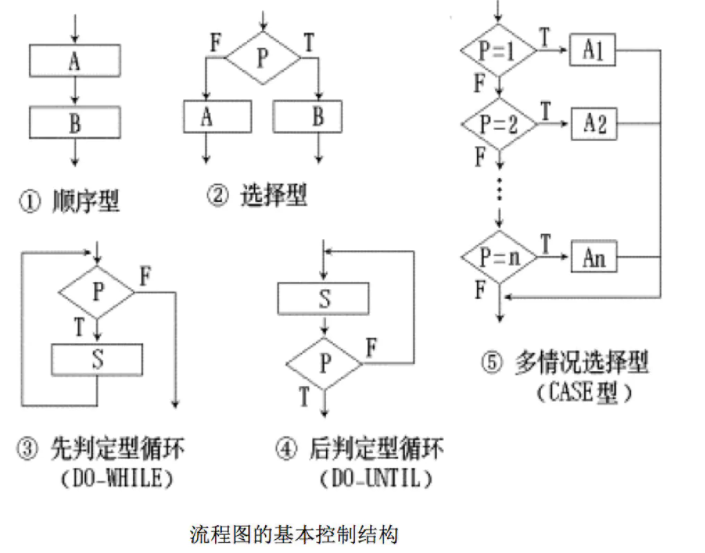 A
B
① 顺序型
F
T
P
A
B
② 选择型
P
F
T
S
③ 先判定型循环
(DO-WHILE)
S
P
F
T
④ 后判定型循环
(DO-UNTIL)
P=1
T
A1
F
P=2
T
A2
F
⋮
P=n
T
An
F
⑤ 多情况选择型
(CASE型)
流程图的基本控制结构